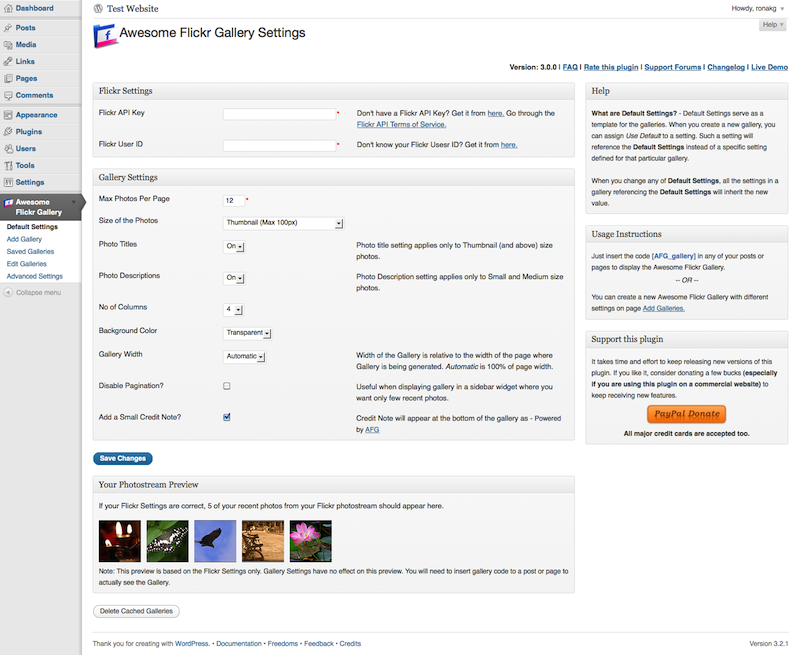 Dashboard
Posts
Media
Links
Pages
Comments
Appearance
Plugins
Users
Tools
Settings
Awesome
Flickr Gallery
Default Settings
Add Gallery
Saved Galleries
Edit Galleries
Advanced Settings
Collapse menu
Test Website
Howdy, ronakg
Help
Awesome Flickr Gallery Settings
Version: 3.0.0 | FAQ | Rate this plugin | Support Forums | Changelog | Live Demo
Flickr Settings
Flickr API Key
*
Don't have a Flickr API Key? Get it from here. Go through the
Flickr API Terms of Service.
Flickr User ID
*
Don't know your Flickr Useser ID? Get it from here.
Gallery Settings
Max Photos Per Page
12
*
Size of the Photos
Thumbnail (Max 100px)
Photo Titles
On
Photo title setting applies only to Thumbnail (and above) size
photos.
Photo Descriptions
On
Photo Description setting applies only to Small and Medium size
photos.
No of Columns
4
Background Color
Transparent
Gallery Width
Automatic
Width of the Gallery is relative to the width of the page where
Gallery is being generated. Automatic is 100% of page width.
Disable Pagination?
Useful when displaying gallery in a sidebar widget where you
want only few recent photos.
Add a Small Credit Note?
Credit Note will appear at the bottom of the gallery as - Powered
by AFG
Save Changes
Your Photostream Preview
If your Flickr Settings are correct, 5 of your recent photos from your Flickr photostream should appear here.
Note: This preview is based on the Flickr Settings only. Gallery Settings have no effect on this preview. You will need to insert gallery code to a post or page to
actually see the Gallery.
Delete Cached Galleries
Help
What are Default Settings? - Default Settings serve as a
template for the galleries. When you create a new gallery, you
can assign Use Default to a setting. Such a setting will
reference the Default Settings instead of a specific setting
defined for that particular gallery.
When you change any of Default Settings, all the settings in a
gallery referencing the Default Settings will inherit the new
value.
Usage Instructions
Just insert the code [AFG_gallery] in any of your posts or
pages to display the Awesome Flickr Gallery.
-- OR --
You can create a new Awesome Flickr Gallery with different
settings on page Add Galleries.
Support this plugin
It takes time and effort to keep releasing new versions of this
plugin. If you like it, consider donating a few bucks (especially
if you are using this plugin on a commercial website) to
keep receiving new features.
PayPal Donate
All major credit cards are accepted too.
Thank you for creating with WordPress. • Documentation • Freedoms • Feedback • Credits
Version 3.2.1